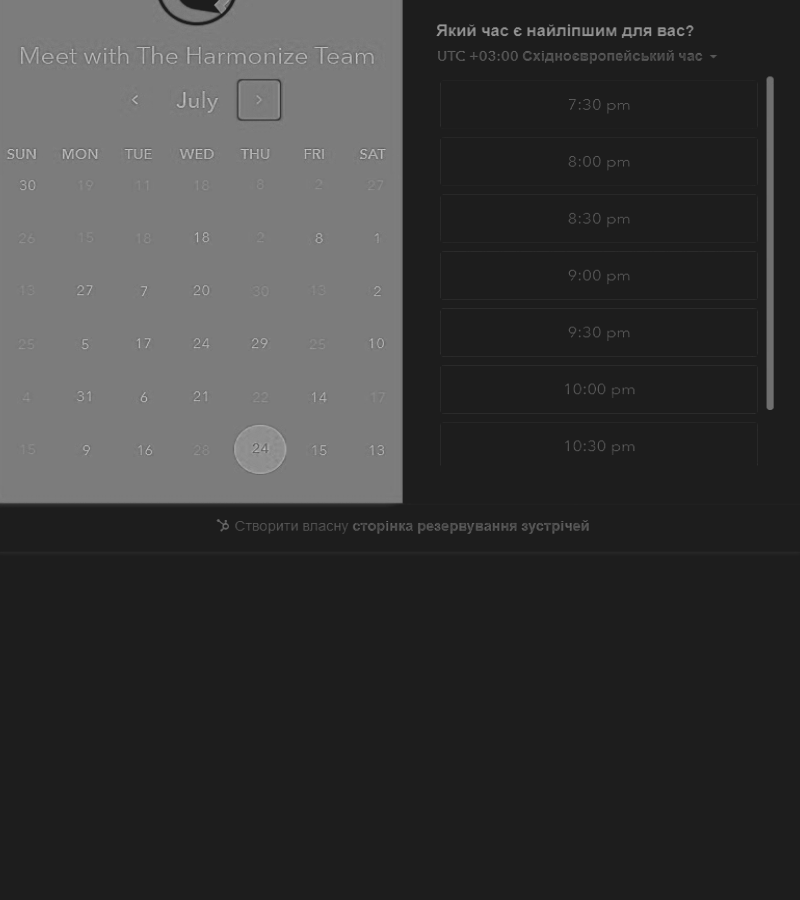 Meet with The Harmonize Team
July
SUN MON TUE WED THU FRI SAT
30 19 11 18 8 2 27
26 15 18 18 2 8 1
13 27 7 20 30 13 2
25 5 17 24 29 25 10
4 31 6 21 22 14 17
15 9 16 28 24 15 13
Який час є найліпшим для вас?
UTC +03:00 Східноєвропейський час
7:30 pm
8:00 pm
8:30 pm
9:00 pm
9:30 pm
10:00 pm
10:30 pm
Створити власну сторінка резервування зустрічей